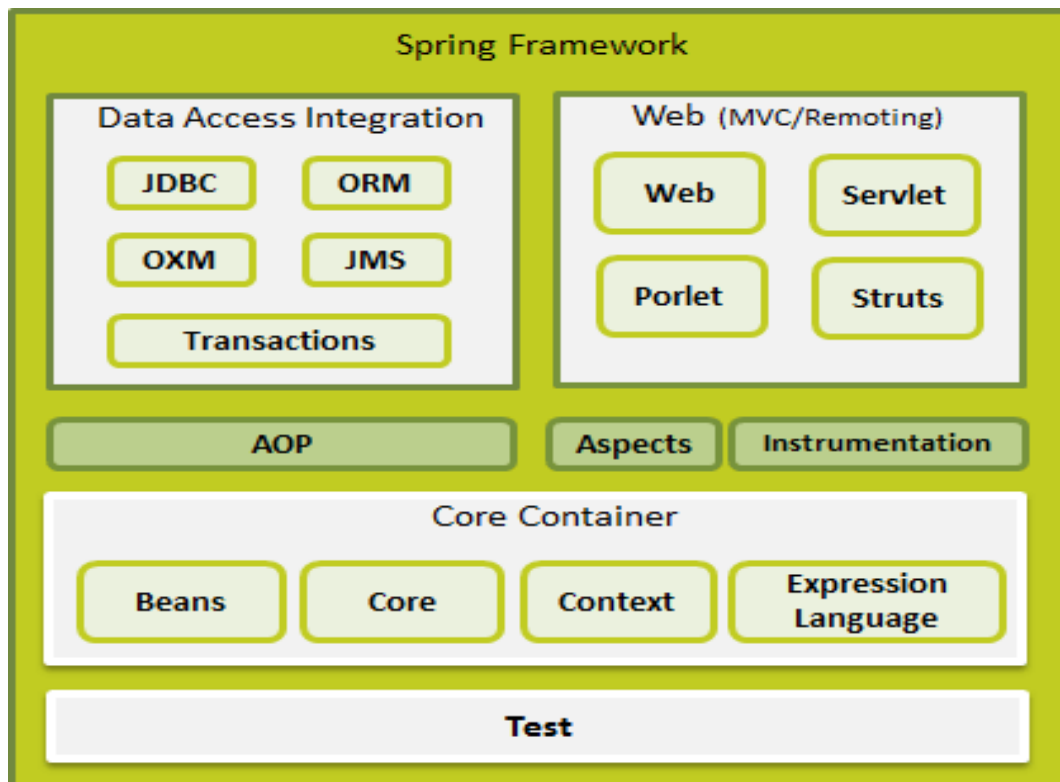 Spring Framework
Data Access Integration
JDBC
ORM
OXM
JMS
Transactions
Web (MVC/Remoting)
Web
Servlet
Porlet
Struts
AOP
Aspects
Instrumentation
Core Container
Beans
Core
Context
Expression
Language
Test